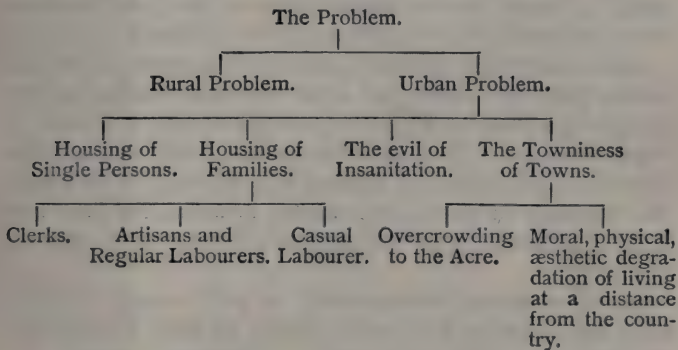 The Problem.
Rural Problem. Urban Problem.
Housing of Single Persons.
Housing of Families.
The evil of Insanitation.
The Towniness of Towns.
Clerks.
Artisans and Regular Labourers.
Casual Labourer.
Overcrowding to the Acre.
Moral, physical,
æsthetic degra-
dation of living
at a distance
from the coun-
try.